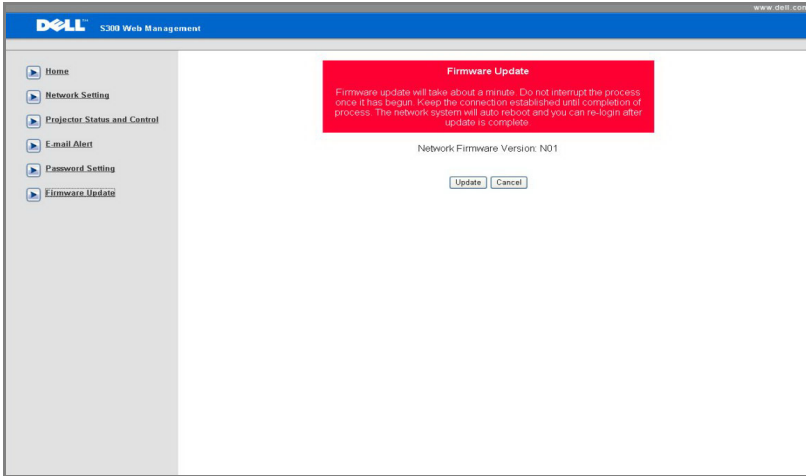 www.dell.com
DELL™ S300 Web Management
Home
Network Setting
Projector Status and Control
E-mail Alert
Password Setting
Firmware Update
Firmware Update
Firmware update will take about a minute. Do not interrupt the process
once it has begun. Keep the connection established until completion of
process. The network system will auto reboot and you can re-login after
update is complete.
Network Firmware Version: N01
Update Cancel